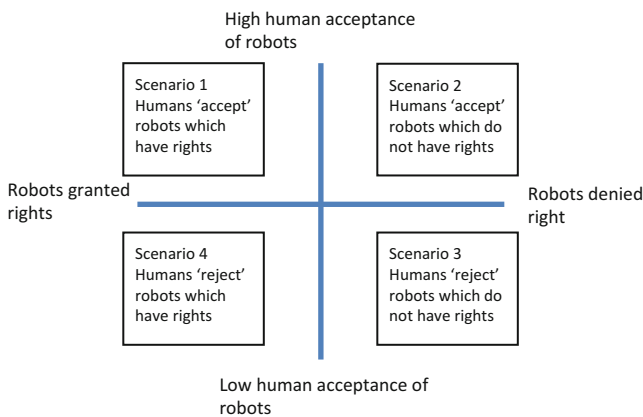 High human acceptance
of robots
Scenario 1
Humans ‘accept’
robots which
have rights
Scenario 2
Humans ‘accept’
robots which do
not have rights
Robots granted
rights
Robots denied
right
Scenario 4
Humans ‘reject’
robots which
have rights
Scenario 3
Humans ‘reject’
robots which do
not have rights
Low human acceptance of
robots